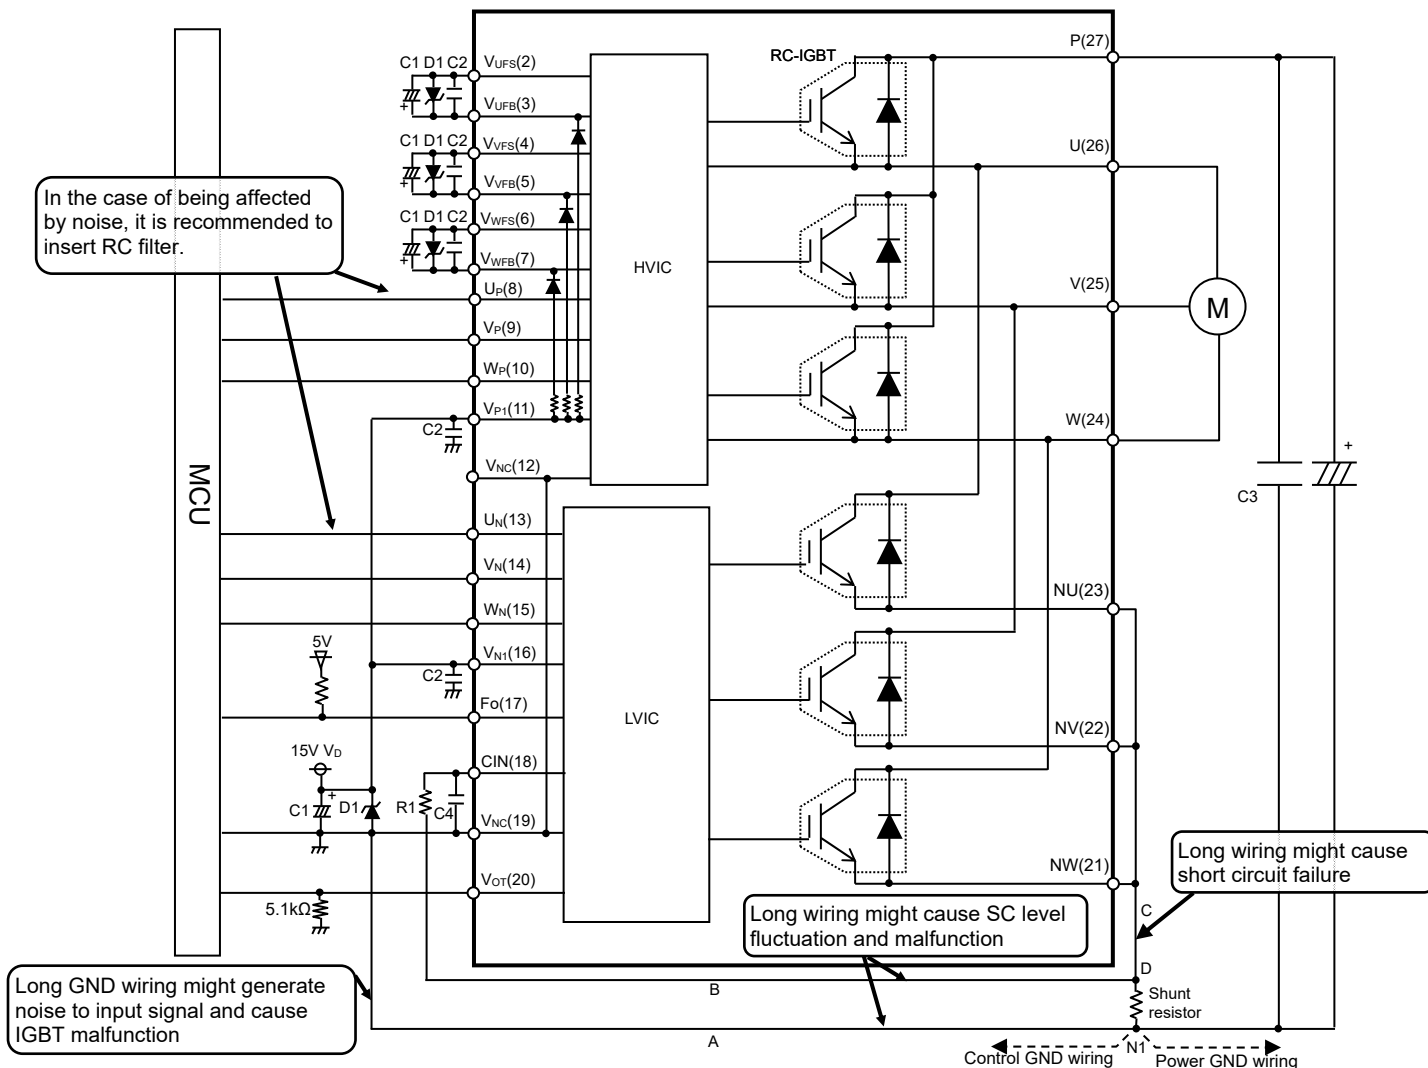 P(27)
RC-IGBT
C1 D1 C2
VUFS(2)
+
VUFB(3)
C1 D1 C2
VVFS(4)
U(26)
+
VVFB(5)
In the case of being affected
by noise, it is recommended to
insert RC filter.
C1 D1 C2
VWFS(6)
+
VWFB(7)
HVIC
UP(8)
V(25)
M
VP(9)
WP(10)
VP1(11)
C2
W(24)
+
MCU
VNC(12)
C3
UN(13)
VN(14)
NU(23)
WN(15)
5V
VN1(16)
C2
Fo(17)
LVIC
NV(22)
15V VD
CIN(18)
+
C1
D1
R1
C4
VNC(19)
Long wiring might cause
short circuit failure
NW(21)
VOT(20)
5.1kΩ
Long wiring might cause SC level
fluctuation and malfunction
C
D
Long GND wiring might generate
noise to input signal and cause
IGBT malfunction
B
Shunt
resistor
A
N1
Control GND wiring
Power GND wiring